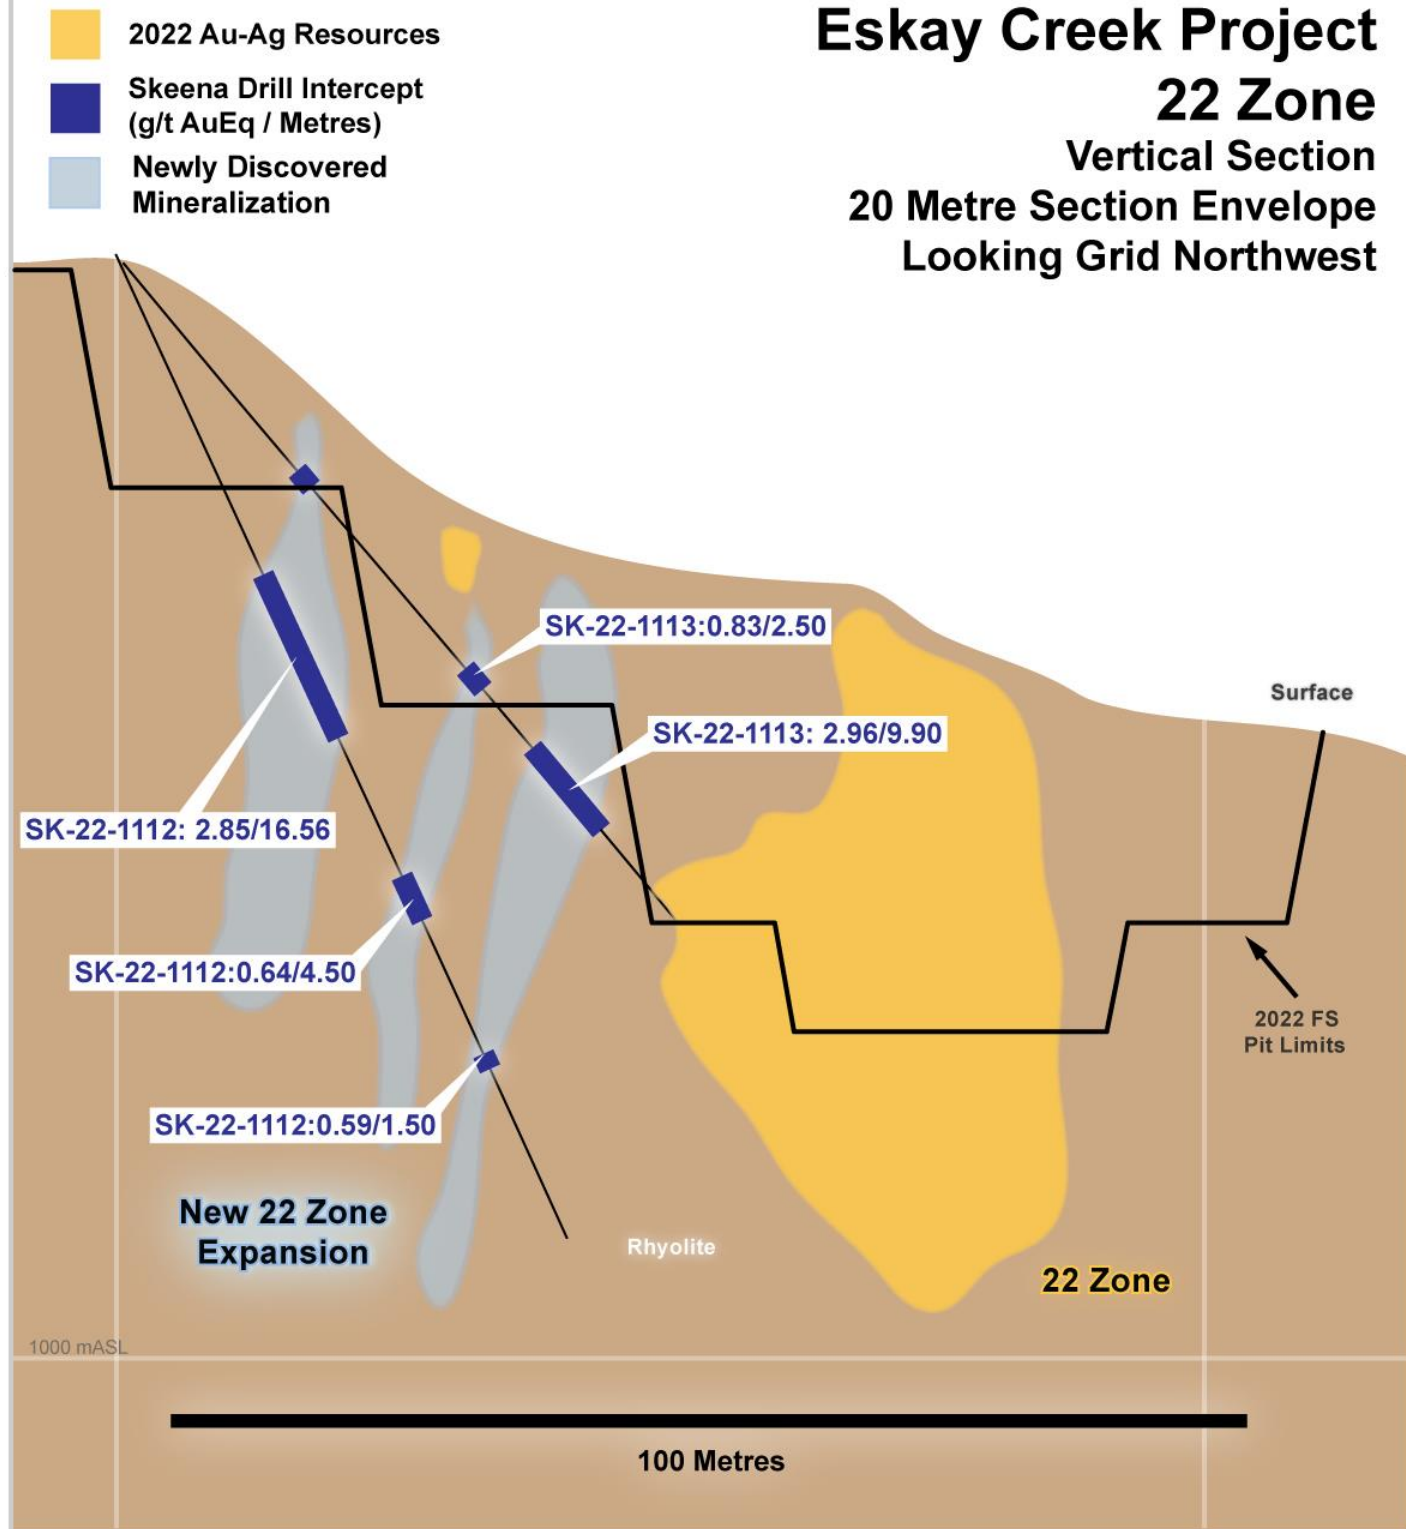 2022 Au-Ag Resources
Skeena Drill Intercept
(g/t AuEq / Metres)
Newly Discovered
Mineralization
Eskay Creek Project
22 Zone
Vertical Section
20 Metre Section Envelope
Looking Grid Northwest
SK-22-1113:0.83/2.50
Surface
SK-22-1113: 2.96/9.90
SK-22-1112: 2.85/16.56
SK-22-1112:0.64/4.50
2022 FS
Pit Limits
SK-22-1112:0.59/1.50
New 22 Zone
Expansion
Rhyolite
22 Zone
1000 mASL
100 Metres